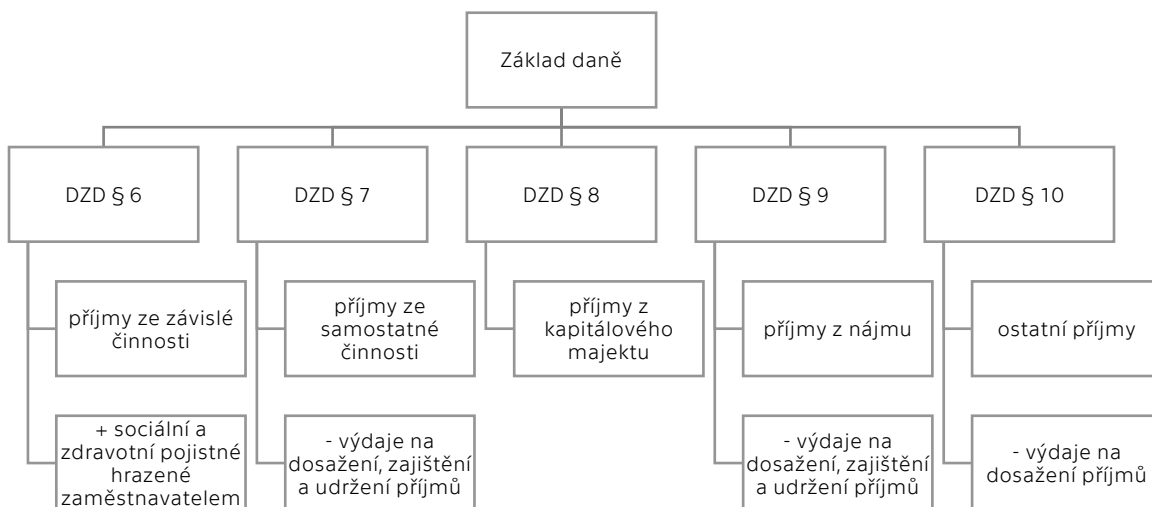 Základ daně
DZD § 6
DZD § 7
DZD § 8
DZD § 9
DZD § 10
příjmy ze závislé
činnosti
příjmy ze
samostatné
činnosti
příjmy z
kapitálového
majektu
příjmy z nájmu
ostatní příjmy
+ sociální a
zdravotní pojistné
hrazené
zaměstnavatelem
- výdaje na
dosažení, zajištění
a udržení příjmů
- výdaje na
dosažení, zajištění
a udržení příjmů
- výdaje na
dosažení příjmů